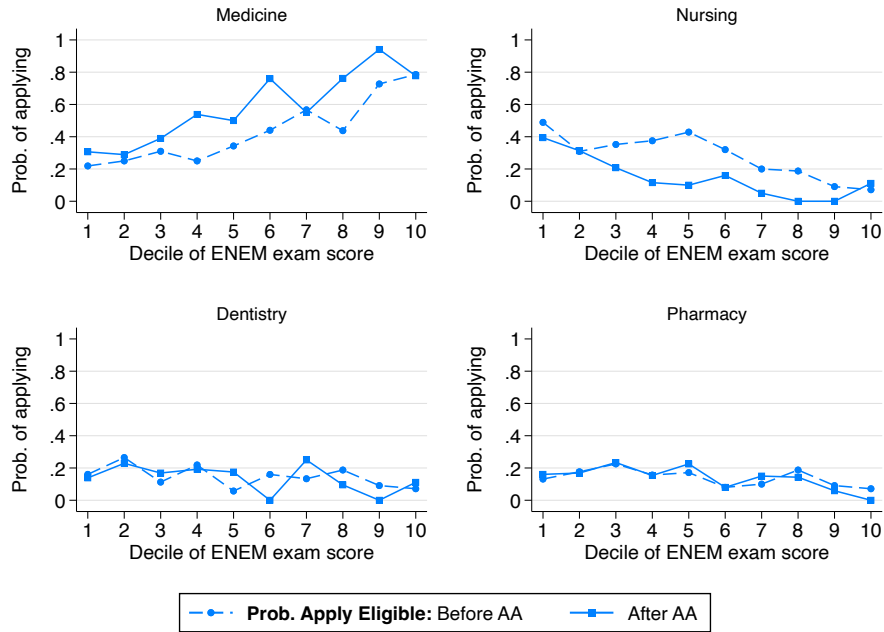 Medicine
Prob. of applying
1
.8
.6
.4
.2
0
1 2 3 4 5 6 7 8 9 10
Decile of ENEM exam score
Nursing
Prob. of applying
1
.8
.6
.4
.2
0
1 2 3 4 5 6 7 8 9 10
Decile of ENEM exam score
Dentistry
Prob. of applying
1
.8
.6
.4
.2
0
1 2 3 4 5 6 7 8 9 10
Decile of ENEM exam score
Pharmacy
Prob. of applying
1
.8
.6
.4
.2
0
1 2 3 4 5 6 7 8 9 10
Decile of ENEM exam score
Prob. Apply Eligible: Before AA After AA